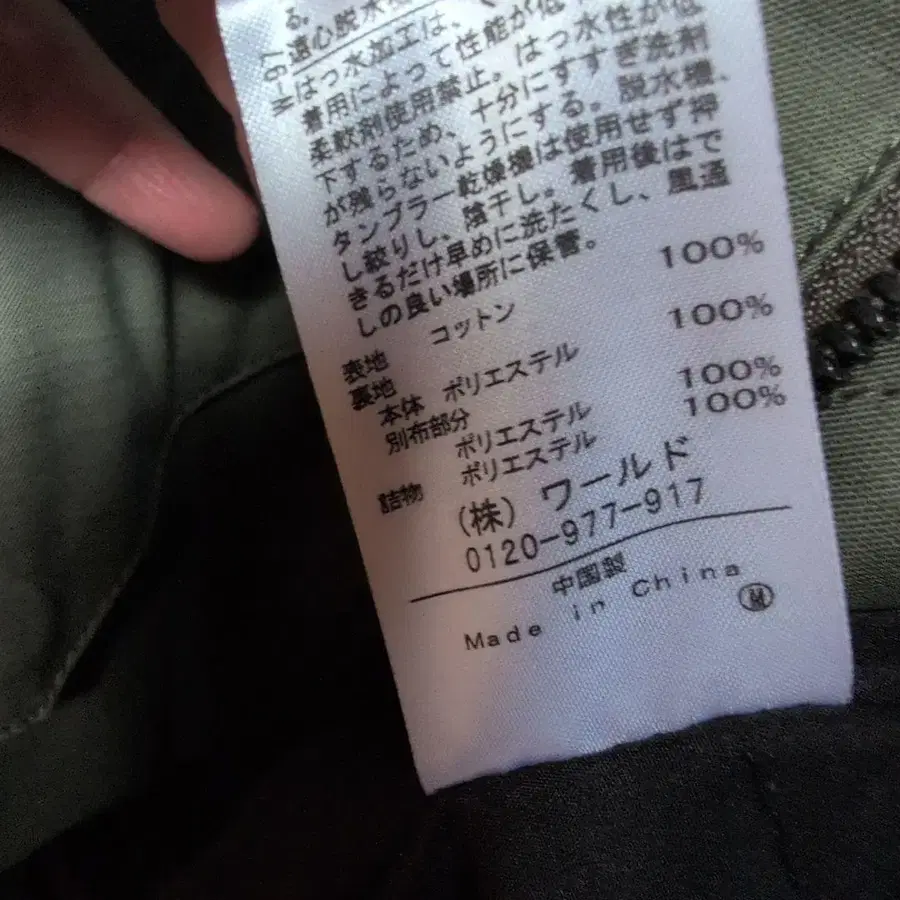 る。
遠心脱水
はっ水加工は、
着用によって性能が低
柔軟剤使用禁止。はっ水性が低
下するため、十分にすすぎ洗剤
が残らないようにする。脱水機、
タンブラー乾燥機は使用せず押
し絞りし、陰干し。着用後はで
きるだけ早めに洗たくし、風通
しの良い場所に保管。
表地 コットン 100%
裏地
本体 ポリエステル 100%
別布部分
ポリエステル 100%
詰物 ポリエステル 100%
(株) ワールド
0120-977-917
中国製
Made in China
M